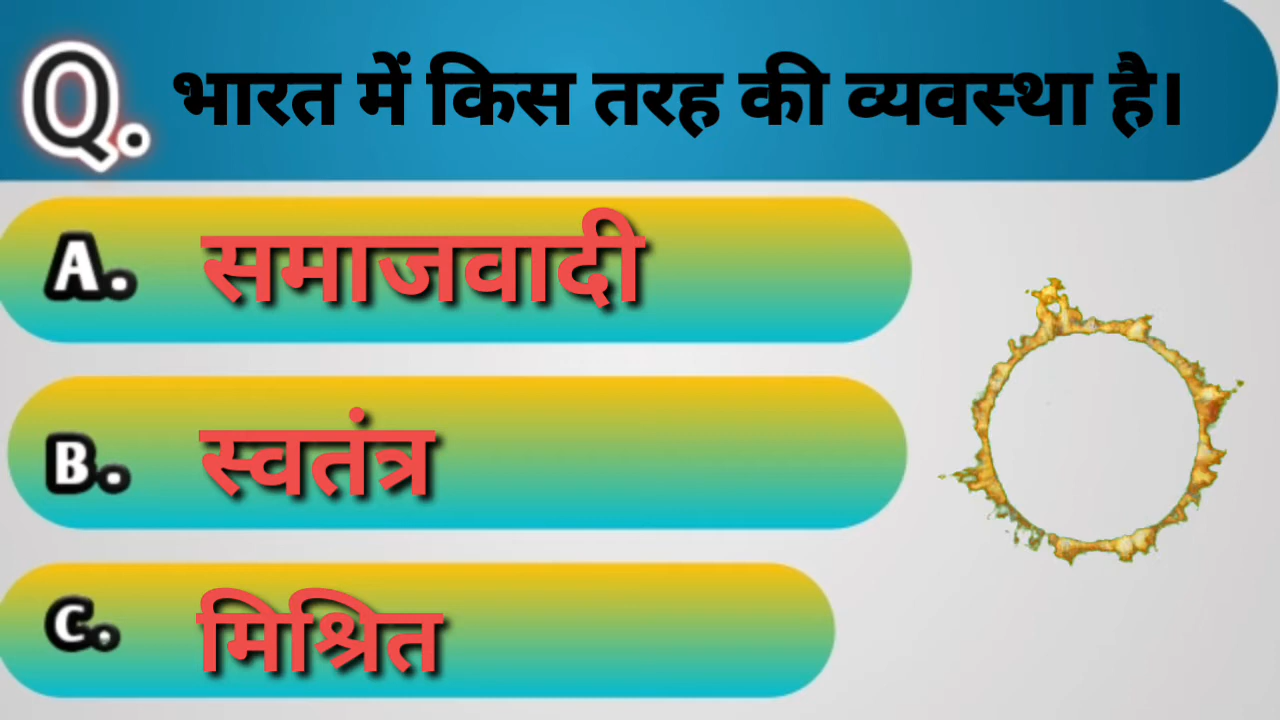 Q. भारत में किस तरह की व्यवस्था है।
A. समाजवादी
B. स्वतंत्र
C. मिश्रित